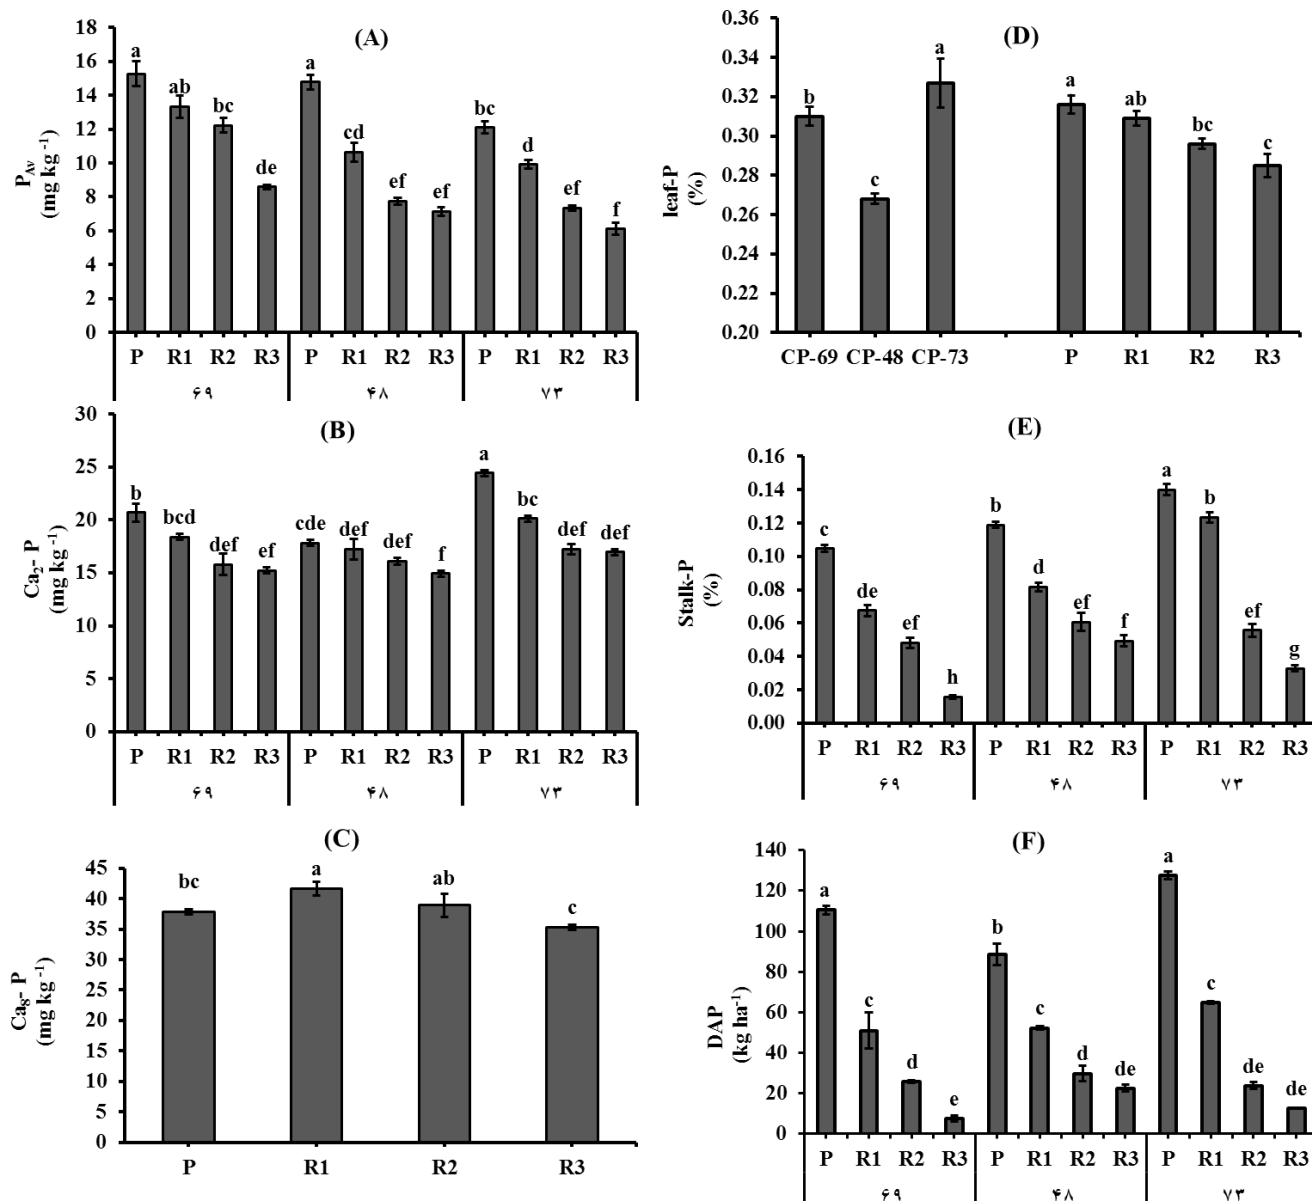 (A)
P_Av
(mg kg⁻¹)
18
16
14
12
10
8
6
4
2
0
a
ab
bc
de
a
cd
ef
ef
bc
d
ef
f
P R1 R2 R3 P R1 R2 R3 P R1 R2 R3
۶۹ ۴۸ ۷۳
(B)
Ca₂- P
(mg kg⁻¹)
30
25
20
15
10
5
0
b
bcd
def
ef
cde
def
def
f
a
bc
def
def
P R1 R2 R3 P R1 R2 R3 P R1 R2 R3
۶۹ ۴۸ ۷۳
(C)
Ca₈- P
(mg kg⁻¹)
45
40
35
30
25
20
15
10
5
0
bc
a
ab
c
P R1 R2 R3
(D)
leaf-P
(%)
0.36
0.34
0.32
0.30
0.28
0.26
0.24
0.22
0.20
b
c
a
a
ab
bc
c
CP-69 CP-48 CP-73 P R1 R2 R3
(E)
Stalk-P
(%)
0.16
0.14
0.12
0.10
0.08
0.06
0.04
0.02
0.00
c
de
ef
h
b
d
ef
f
a
b
ef
g
P R1 R2 R3 P R1 R2 R3 P R1 R2 R3
۶۹ ۴۸ ۷۳
(F)
DAP
(kg ha⁻¹)
140
120
100
80
60
40
20
0
a
c
d
e
b
c
d
de
a
c
de
de
P R1 R2 R3 P R1 R2 R3 P R1 R2 R3
۶۹ ۴۸ ۷۳